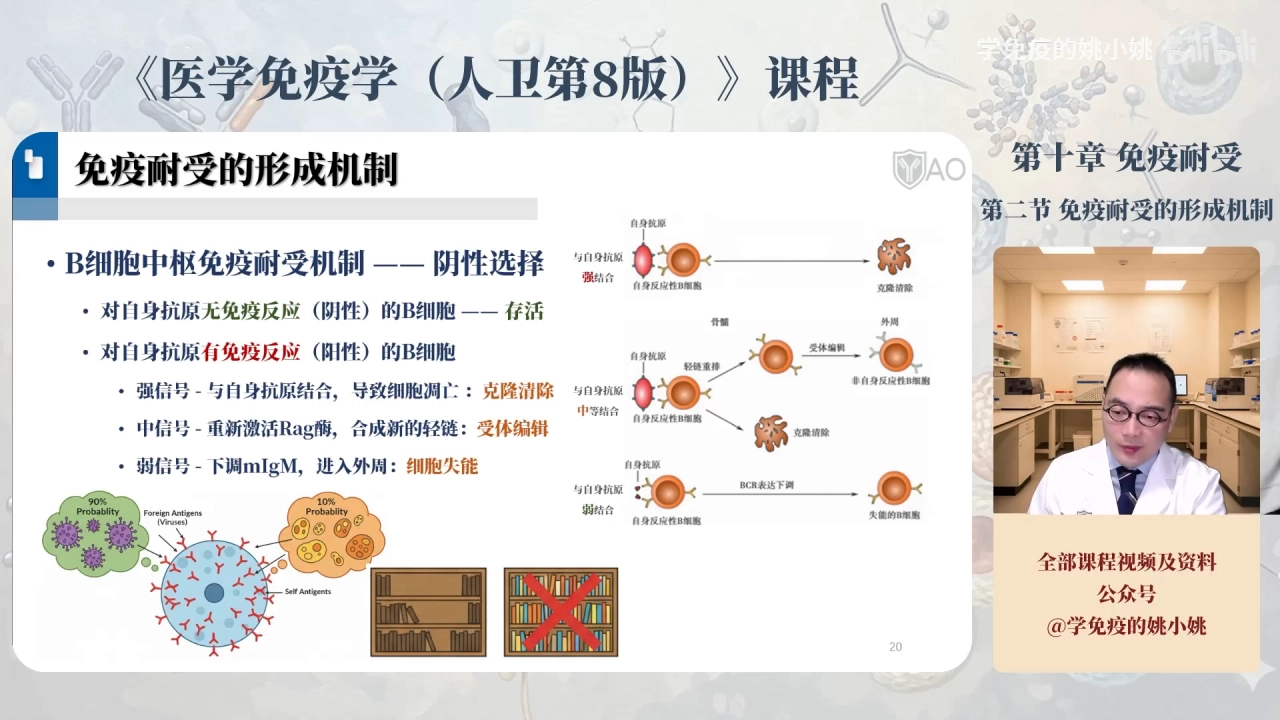 《医学免疫学（人卫第8版）》课程
学免疫的姚小姚 bilibili
第十章 免疫耐受
第二节 免疫耐受的形成机制
免疫耐受的形成机制
YAO
• B细胞中枢免疫耐受机制 —— 阴性选择
• 对自身抗原无免疫反应（阴性）的B细胞 —— 存活
• 对自身抗原有免疫反应（阳性）的B细胞
• 强信号 - 与自身抗原结合，导致细胞凋亡：克隆清除
• 中信号 - 重新激活Rag酶，合成新的轻链：受体编辑
• 弱信号 - 下调mIgM，进入外周：细胞失能
自身抗原
与自身抗原
强结合
自身反应性B细胞
克隆清除
骨髓
外周
自身抗原
轻链重排
受体编辑
与自身抗原
中等结合
自身反应性B细胞
非自身反应性B细胞
克隆清除
自身抗原
与自身抗原
弱结合
BCR表达下调
自身反应性B细胞
失能的B细胞
90%
Probablity
Foreign Antigens
(Viruses)
10%
Probablity
Self Antigens
20
全部课程视频及资料
公众号
@学免疫的姚小姚